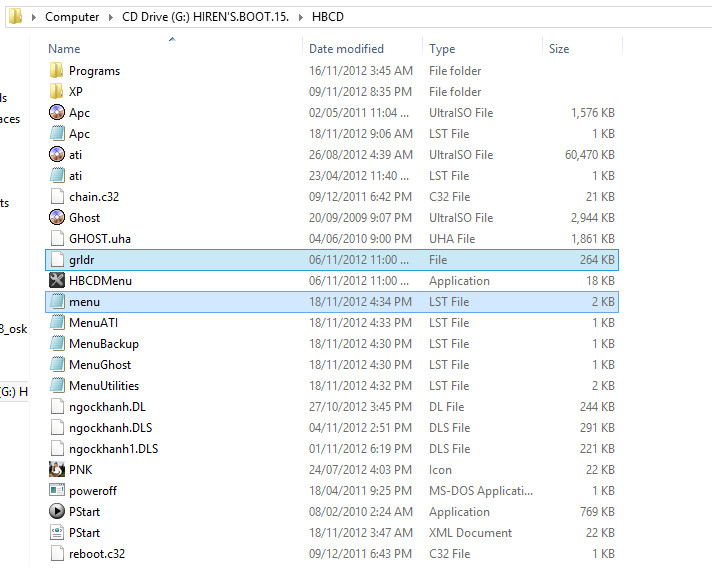 Computer CD Drive (G:) HIREN'S.BOOT.15. HBCD
Name Date modified Type Size
Programs 16/11/2012 3:45 AM File folder
XP 09/11/2012 8:35 PM File folder
ls
Apc 02/05/2011 11:04 ... UltraISO File 1,576 KB
aces
Apc 18/11/2012 9:06 AM LST File 1 KB
ati 26/08/2012 4:39 AM UltraISO File 60,470 KB
ati 23/04/2012 11:40 ... LST File 1 KB
ts
chain.c32 09/12/2011 6:42 PM C32 File 21 KB
Ghost 20/09/2009 9:07 PM UltraISO File 2,944 KB
GHOST.uha 04/06/2010 9:00 PM UHA File 1,861 KB
grldr 06/11/2012 11:00 ... File 264 KB
HBCDMenu 06/11/2012 11:00 ... Application 18 KB
menu 18/11/2012 4:34 PM LST File 2 KB
MenuATI 18/11/2012 4:33 PM LST File 1 KB
8_osk
MenuBackup 18/11/2012 4:30 PM LST File 1 KB
MenuGhost 18/11/2012 4:30 PM LST File 1 KB
MenuUtilities 18/11/2012 4:32 PM LST File 2 KB
(G:) H
ngockhanh.DL 27/10/2012 3:45 PM DL File 244 KB
ngockhanh.DLS 04/11/2012 2:51 PM DLS File 291 KB
ngockhanh1.DLS 01/11/2012 6:19 PM DLS File 221 KB
PNK 24/07/2012 4:03 PM Icon 22 KB
poweroff 18/04/2011 9:25 PM MS-DOS Applicati... 1 KB
PStart 08/02/2010 2:24 AM Application 769 KB
PStart 18/11/2012 3:47 AM XML Document 22 KB
reboot.c32 09/12/2011 6:43 PM C32 File 1 KB